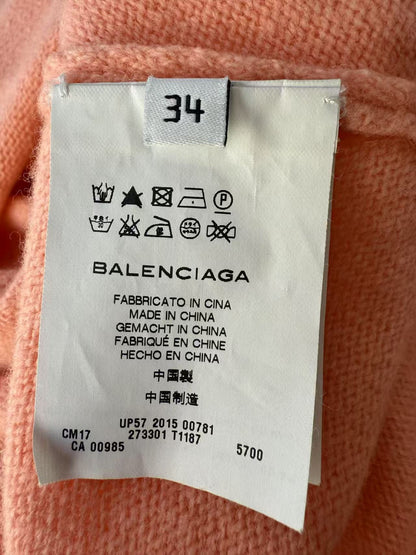 34
P
BALENCIAGA
FABBRICATO IN CINA
MADE IN CHINA
GEMACHT IN CHINA
FABRIQUÉ EN CHINE
HECHO EN CHINA
中国製
中国制造
UP57 2015 00781
CM17 273301 T1187 5700
CA 00985